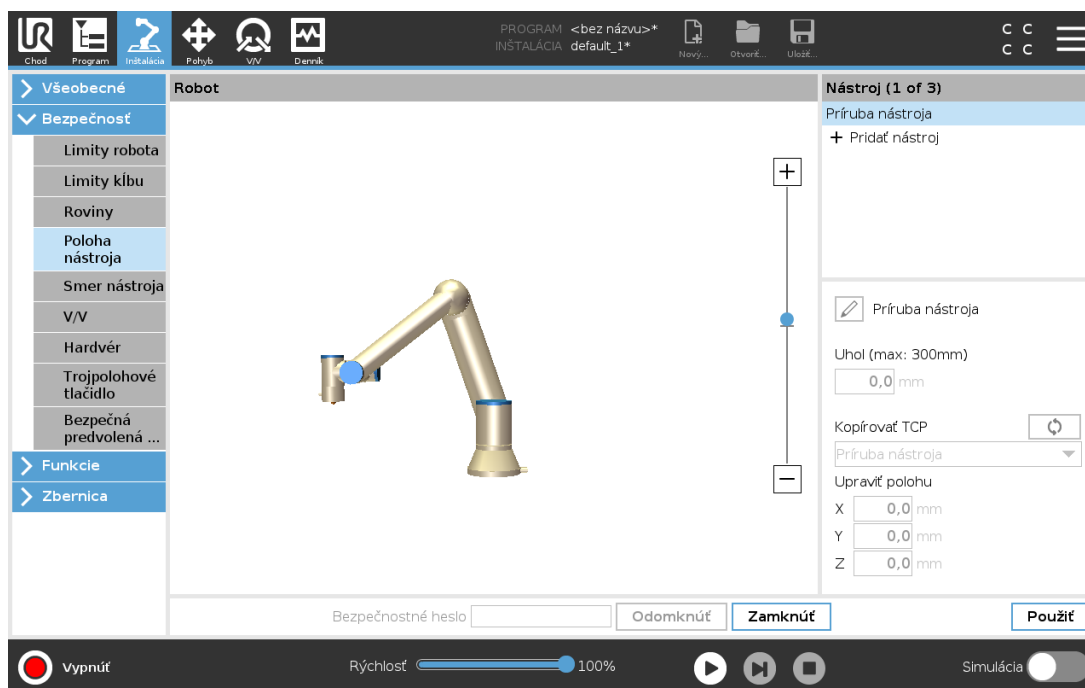 UR
PROGRAM <bez názvu>*
INŠTALÁCIA default_1*
Chod Program Inštalácia Pohyb V/V Denník Nový... Otvoriť... Uložiť...
C C
C C
Všeobecné
Bezpečnosť
Limity robota
Limity kĺbu
Roviny
Poloha
nástroja
Smer nástroja
V/V
Hardvér
Trojpolohové
tlačidlo
Bezpečná
predvolená ...
Funkcie
Zbernica
Robot
Nástroj (1 of 3)
Príruba nástroja
+ Pridať nástroj
Príruba nástroja
Uhol (max: 300mm)
0,0 mm
Kopírovať TCP
Príruba nástroja
Upraviť polohu
X 0,0 mm
Y 0,0 mm
Z 0,0 mm
Bezpečnostné heslo Odomknúť Zamknúť Použiť
Vypnúť Rýchlosť 100% Simulácia